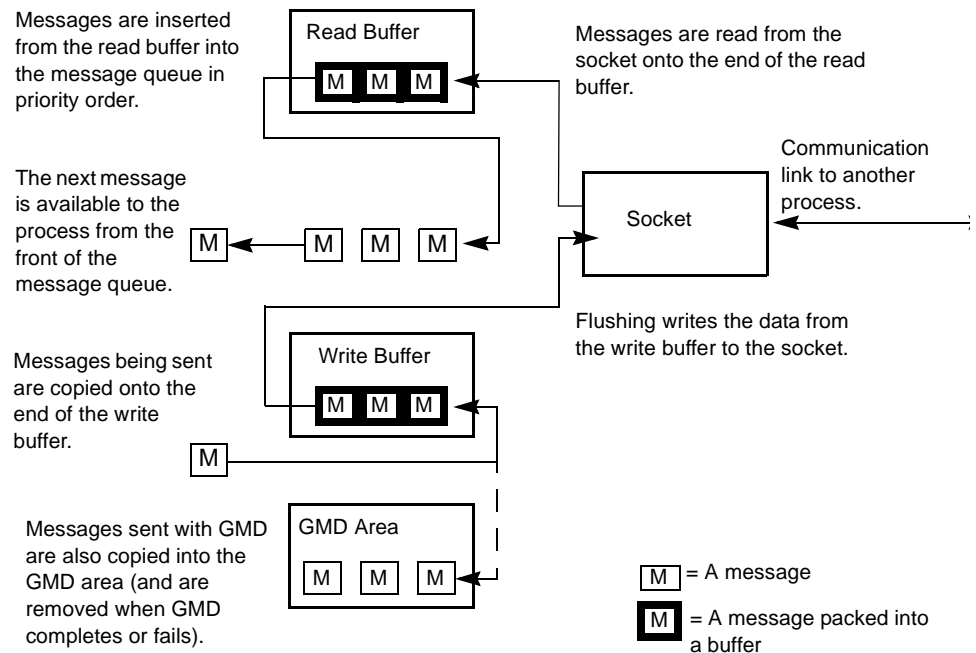 Messages are inserted
from the read buffer into
the message queue in
priority order.
Read Buffer
M M M
Messages are read from the
socket onto the end of the read
buffer.
Communication
link to another
process.
The next message
is available to the
process from the
front of the
message queue.
M M M M
Socket
Flushing writes the data from
the write buffer to the socket.
Messages being sent
are copied onto the
end of the write
buffer.
Write Buffer
M M M
M
Messages sent with GMD
are also copied into the
GMD area (and are
removed when GMD
completes or fails).
GMD Area
M M M
M = A message
M = A message packed into
a buffer